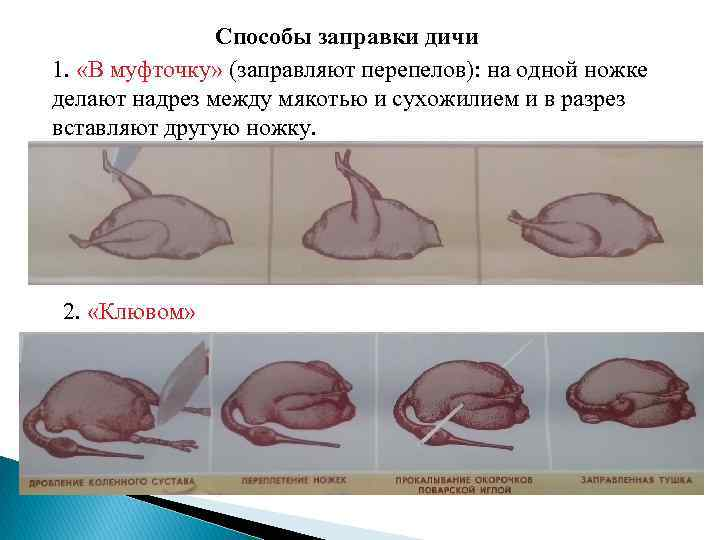 Способы заправки дичи
1. «В муфточку» (заправляют перепелов): на одной ножке
делают надрез между мякотью и сухожилием и в разрез
вставляют другую ножку.
2. «Клювом»
ДРОБЛЕНИЕ КОЛЕННОГО СУСТАВА
ПЕРЕПЛЕТЕНИЕ НОЖЕК
ПРОКАЛЫВАНИЕ ОКОРОЧКОВ
ПОВАРСКОЙ ИГЛОЙ
ЗАПРАВЛЕННАЯ ТУШКА